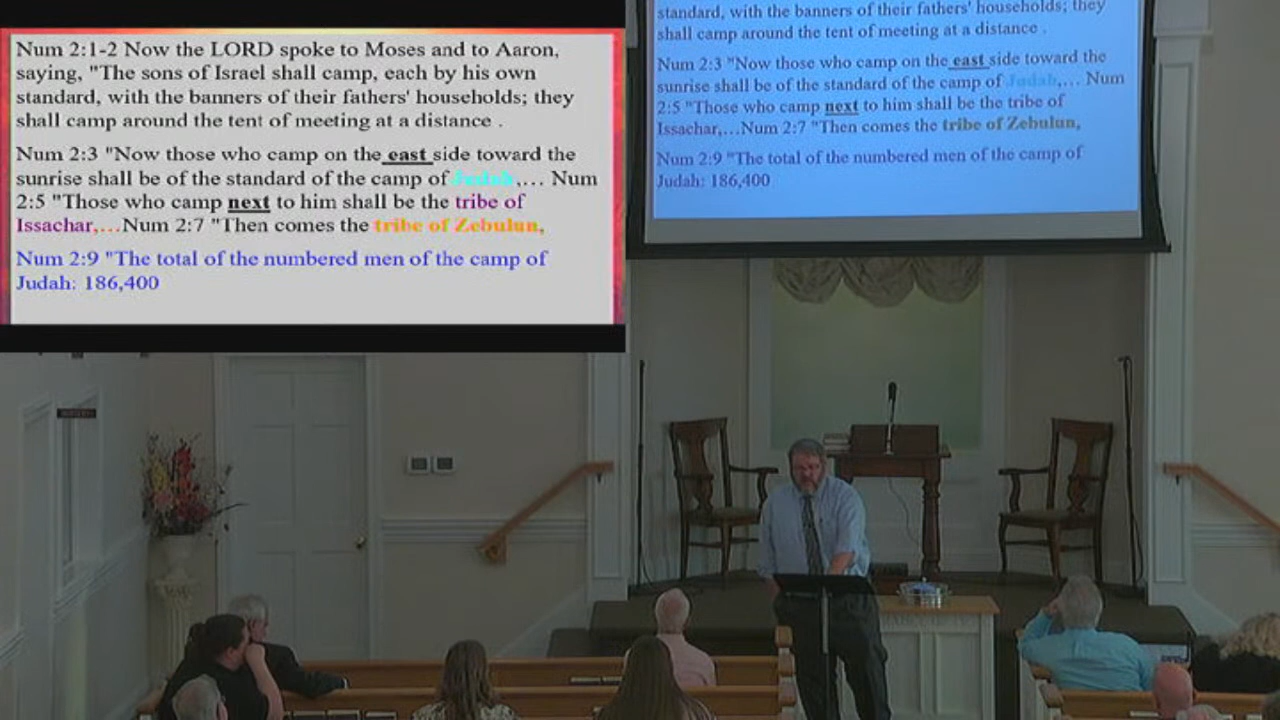 Num 2:1-2 Now the LORD spoke to Moses and to Aaron,
saying, "The sons of Israel shall camp, each by his own
standard, with the banners of their fathers' households; they
shall camp around the tent of meeting at a distance .
Num 2:3 "Now those who camp on the east side toward the
sunrise shall be of the standard of the camp of Judah,... Num
2:5 "Those who camp next to him shall be the tribe of
Issachar,...Num 2:7 "Then comes the tribe of Zebulun,
Num 2:9 "The total of the numbered men of the camp of
Judah: 186,400
standard, with the banners of their fathers' households; they
shall camp around the tent of meeting at a distance .
Num 2:3 "Now those who camp on the east side toward the
sunrise shall be of the standard of the camp of Judah,... Num
2:5 "Those who camp next to him shall be the tribe of
Issachar,...Num 2:7 "Then comes the tribe of Zebulun,
Num 2:9 "The total of the numbered men of the camp of
Judah: 186,400